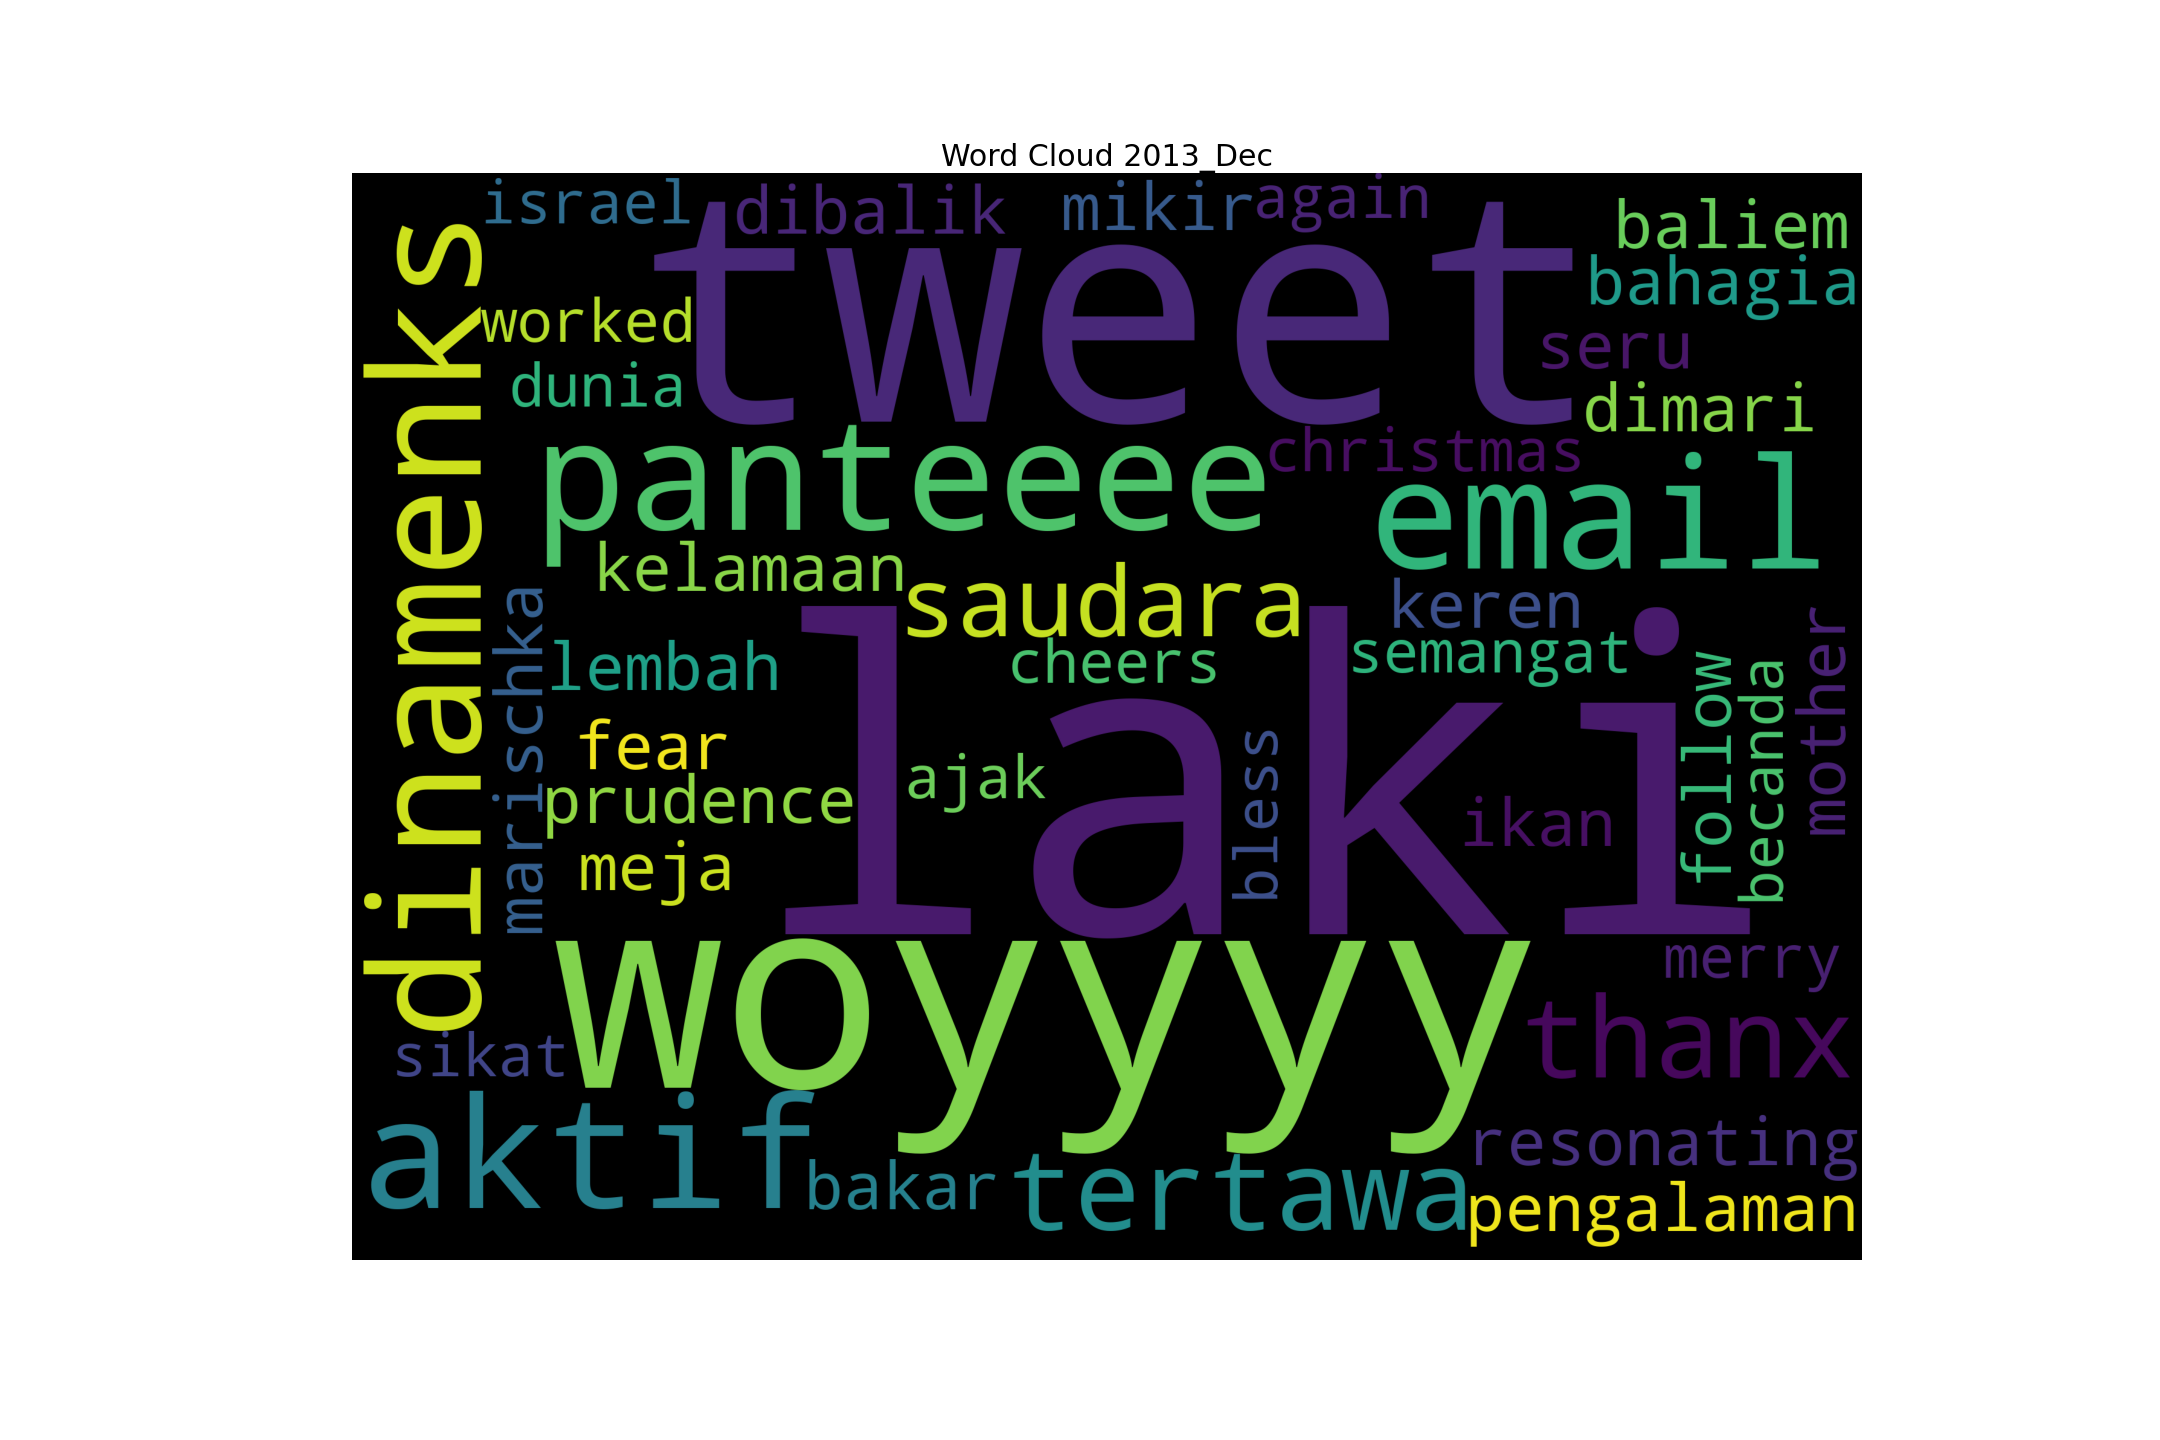 Word Cloud 2013_Dec
israel
dibalik
mikir
again
tweet
baliem
bahagia
dinamenks
worked
seru
dunia
dimari
panteeee
christmas
email
kelamaan
saudara
keren
marischka
lembah
cheers
semangat
mother
laki
follow
becanda
fear
bless
ajak
prudence
ikan
meja
woyyyy
merry
thanx
sikat
aktif
resonating
bakar
tertawa
pengalaman